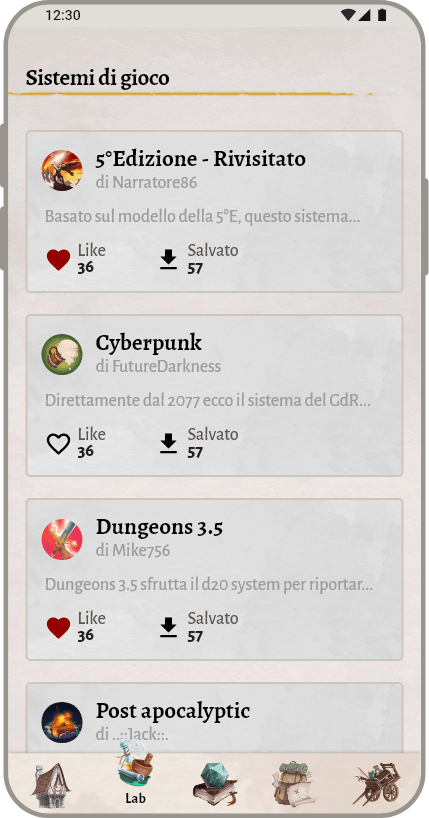 12:30
Sistemi di gioco
5°Edizione - Rivisitato
di Narratore86
Basato sul modello della 5°E, questo sistema...
Like
36
Salvato
57
Cyberpunk
di FutureDarkness
Direttamente dal 2077 ecco il sistema del GdR...
Like
36
Salvato
57
Dungeons 3.5
di Mike756
Dungeons 3.5 sfrutta il d20 system per riportar...
Like
36
Salvato
57
Post apocalyptic
di ..::Jack::.
Lab